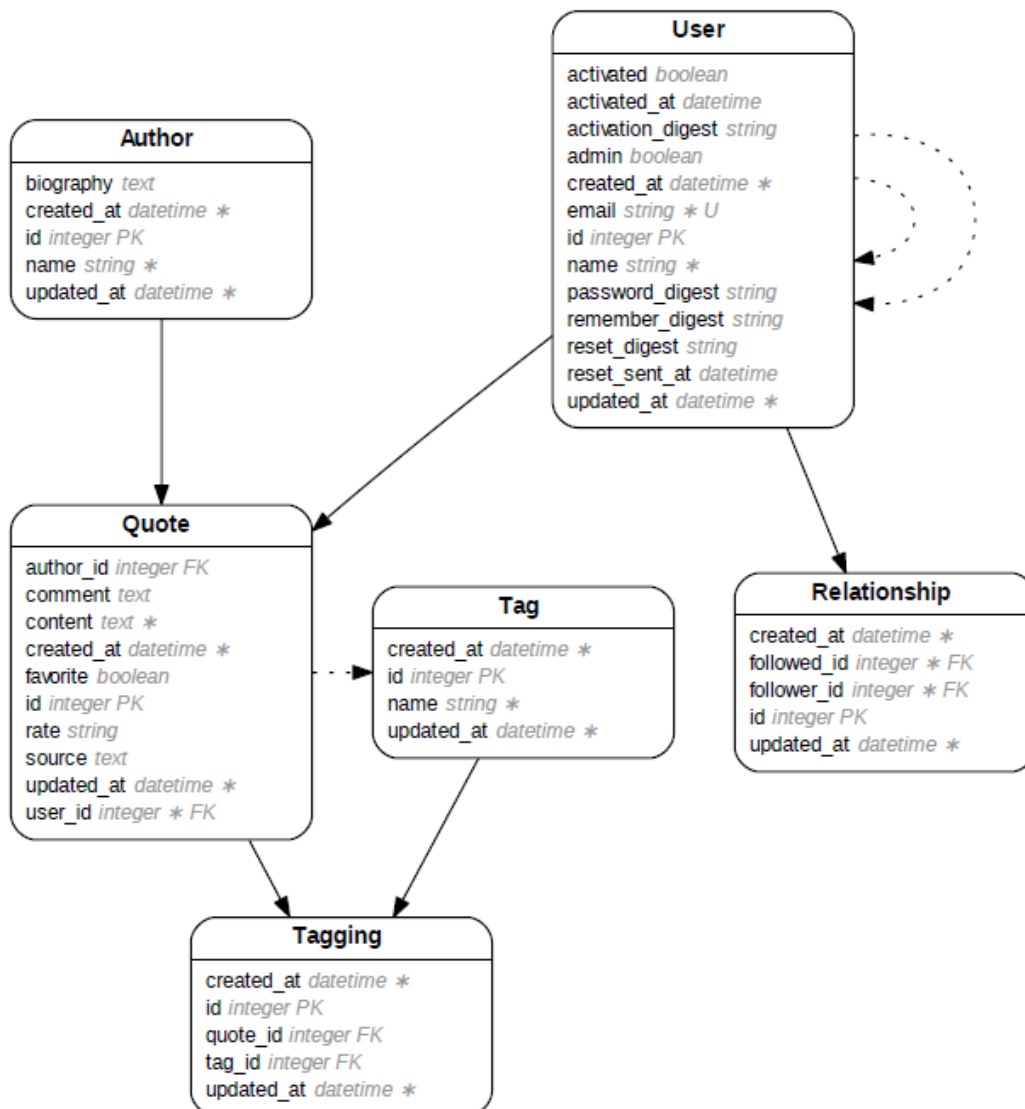 User
activated boolean
activated_at datetime
activation_digest string
admin boolean
created_at datetime ∗
email string ∗ U
id integer PK
name string ∗
password_digest string
remember_digest string
reset_digest string
reset_sent_at datetime
updated_at datetime ∗
Author
biography text
created_at datetime ∗
id integer PK
name string ∗
updated_at datetime ∗
Quote
author_id integer FK
comment text
content text ∗
created_at datetime ∗
favorite boolean
id integer PK
rate string
source text
updated_at datetime ∗
user_id integer ∗ FK
Tag
created_at datetime ∗
id integer PK
name string ∗
updated_at datetime ∗
Relationship
created_at datetime ∗
followed_id integer ∗ FK
follower_id integer ∗ FK
id integer PK
updated_at datetime ∗
Tagging
created_at datetime ∗
id integer PK
quote_id integer FK
tag_id integer FK
updated_at datetime ∗